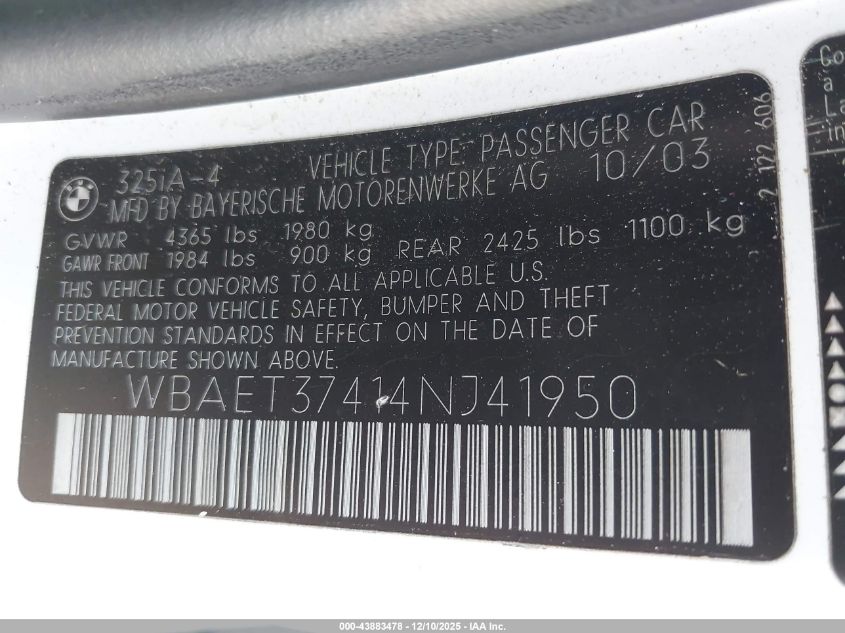 325iA-4 VEHICLE TYPE: PASSENGER CAR
MFD BY BAYERISCHE MOTORENWERKE AG 10/03
GVWR 4365 lbs 1980 kg
GAWR FRONT 1984 lbs 900 kg REAR 2425 lbs 1100 kg
THIS VEHICLE CONFORMS TO ALL APPLICABLE U.S.
FEDERAL MOTOR VEHICLE SAFETY, BUMPER AND THEFT
PREVENTION STANDARDS IN EFFECT ON THE DATE OF
MANUFACTURE SHOWN ABOVE.
WBAET37414NJ41950
2 122 606
000-43883478 - 12/10/2025 - IAA Inc.